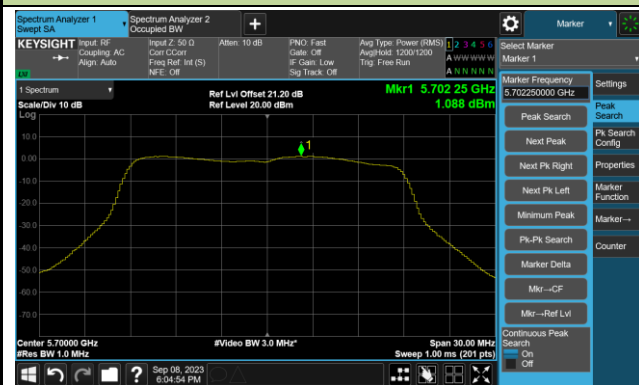 Spectrum Analyzer 1
Swept SA
Spectrum Analyzer 2
Occupied BW
+
Marker
KEYSIGHT
Input: RF
Coupling: AC
Align: Auto
Input Z: 50 Ω
Corr CCorr
Freq Ref: Int (S)
NFE: Off
Atten: 10 dB
PNO: Fast
Gate: Off
IF Gain: Low
Sig Track: Off
Avg Type: Power (RMS)
Avg|Hold: 1200/1200
Trig: Free Run
1 2 3 4 5 6
A W W W W W
A N N N N N
LXI
Select Marker
Marker 1
1 Spectrum
Scale/Div 10 dB
Log
Ref Lvl Offset 21.20 dB
Ref Level 20.00 dBm
Mkr1 5.702 25 GHz
1.088 dBm
Marker Frequency
5.702250000 GHz
Settings
Peak Search
Next Peak
Next Pk Right
Next Pk Left
Minimum Peak
Pk-Pk Search
Marker Delta
Mkr→CF
Mkr→Ref Lvl
Continuous Peak
Search
On
Off
Peak
Search
Pk Search
Config
Properties
Marker
Function
Marker→
Counter
10.0
0.00
-10.0
-20.0
-30.0
-40.0
-50.0
-60.0
-70.0
1
Center 5.70000 GHz
#Res BW 1.0 MHz
#Video BW 3.0 MHz*
Span 30.00 MHz
Sweep 1.00 ms (201 pts)
?
Sep 08, 2023
6:04:54 PM